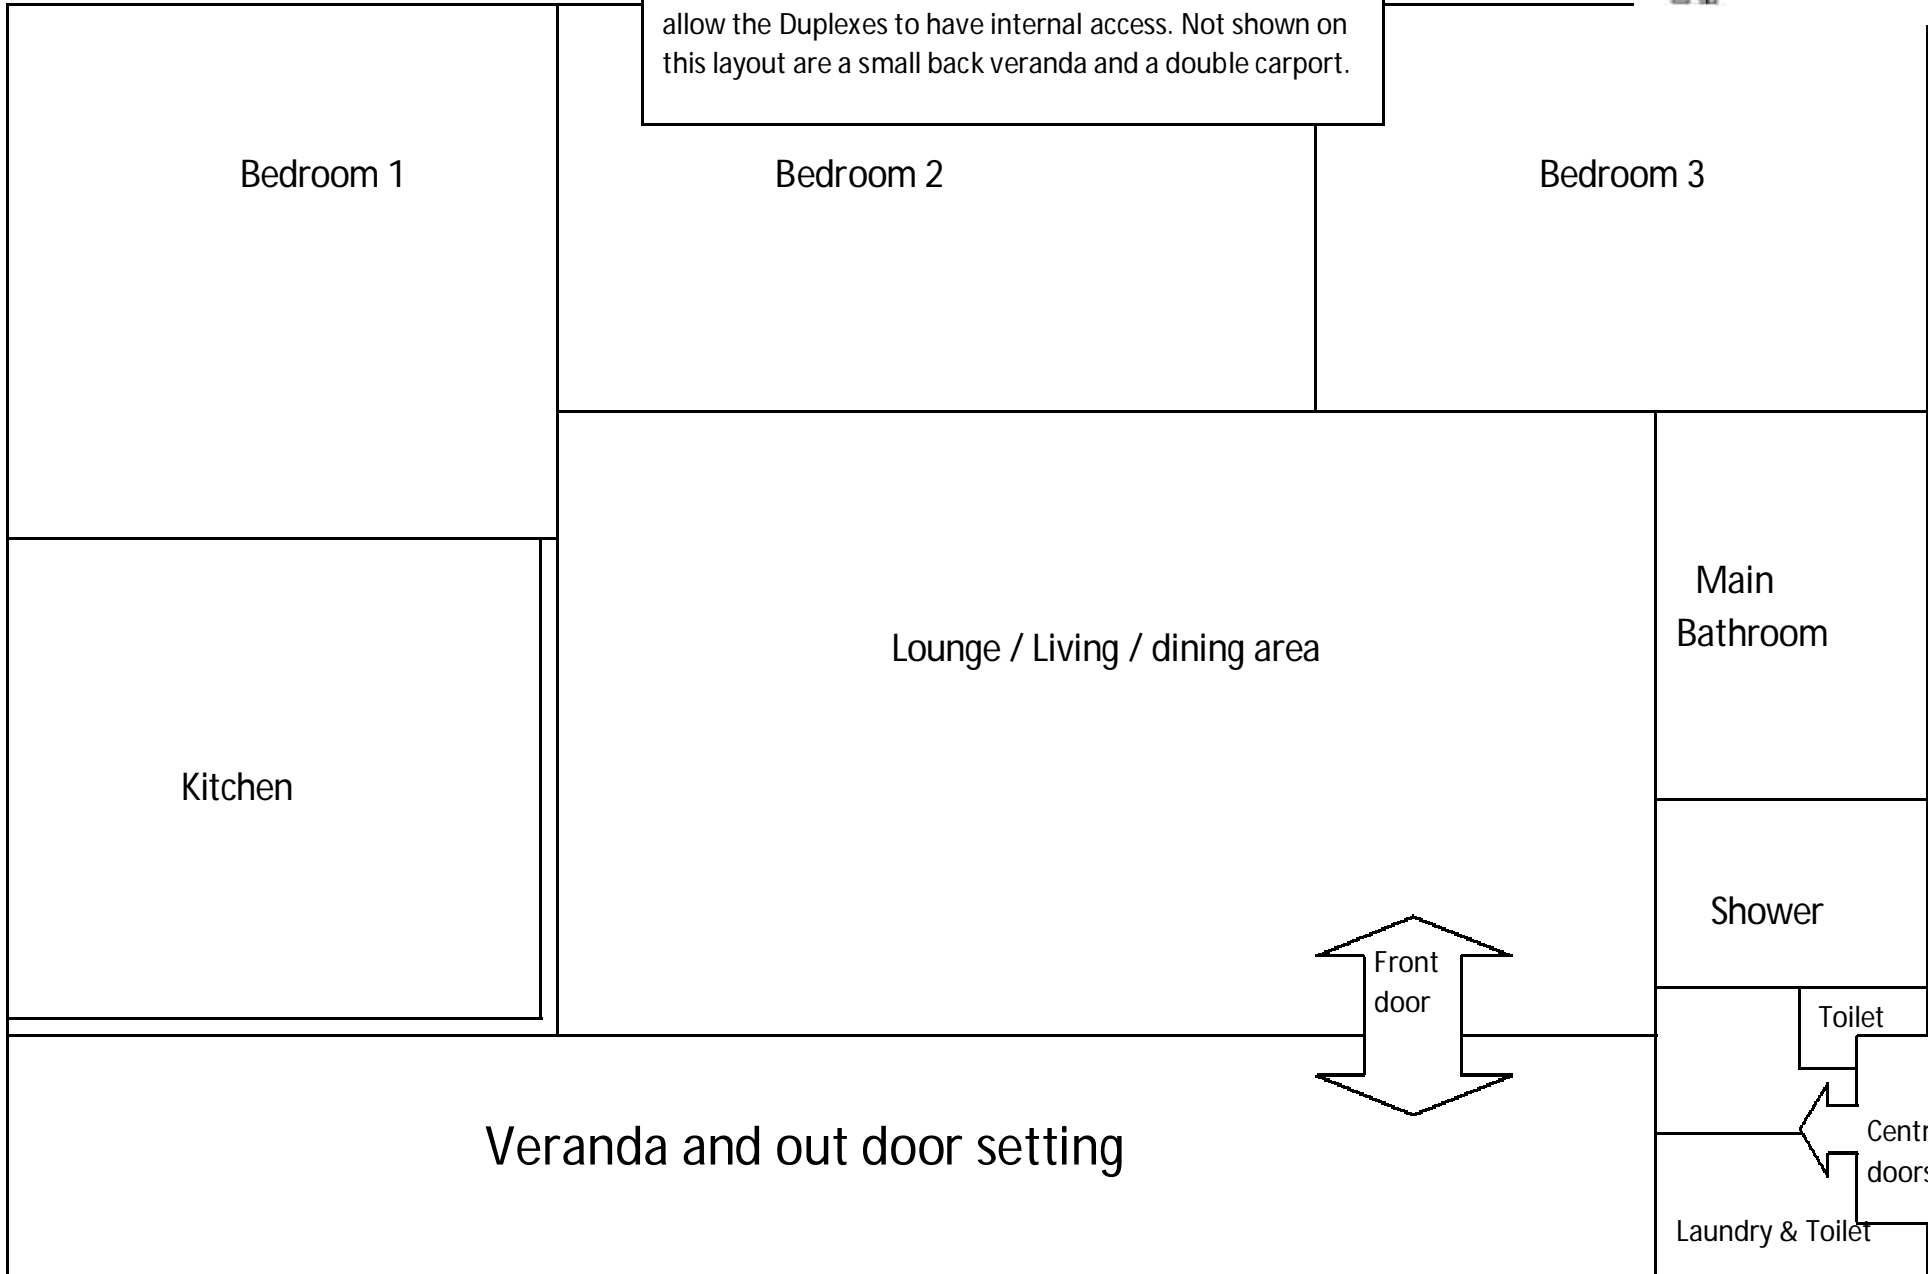 allow the Duplexes to have internal access. Not shown on
this layout are a small back veranda and a double carport.
Bedroom 1
Bedroom 2
Bedroom 3
Main
Bathroom
Lounge / Living / dining area
Kitchen
Shower
Front
door
Toilet
Veranda and out door setting
Laundry & Toilet